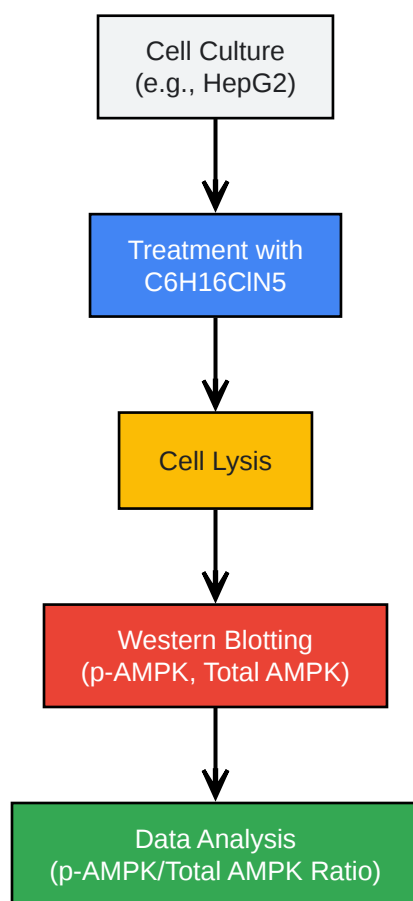 Cell Culture
(e.g., HepG2)
Treatment with
C6H16ClN5
Cell Lysis
Western Blotting
(p-AMPK, Total AMPK)
Data Analysis
(p-AMPK/Total AMPK Ratio)